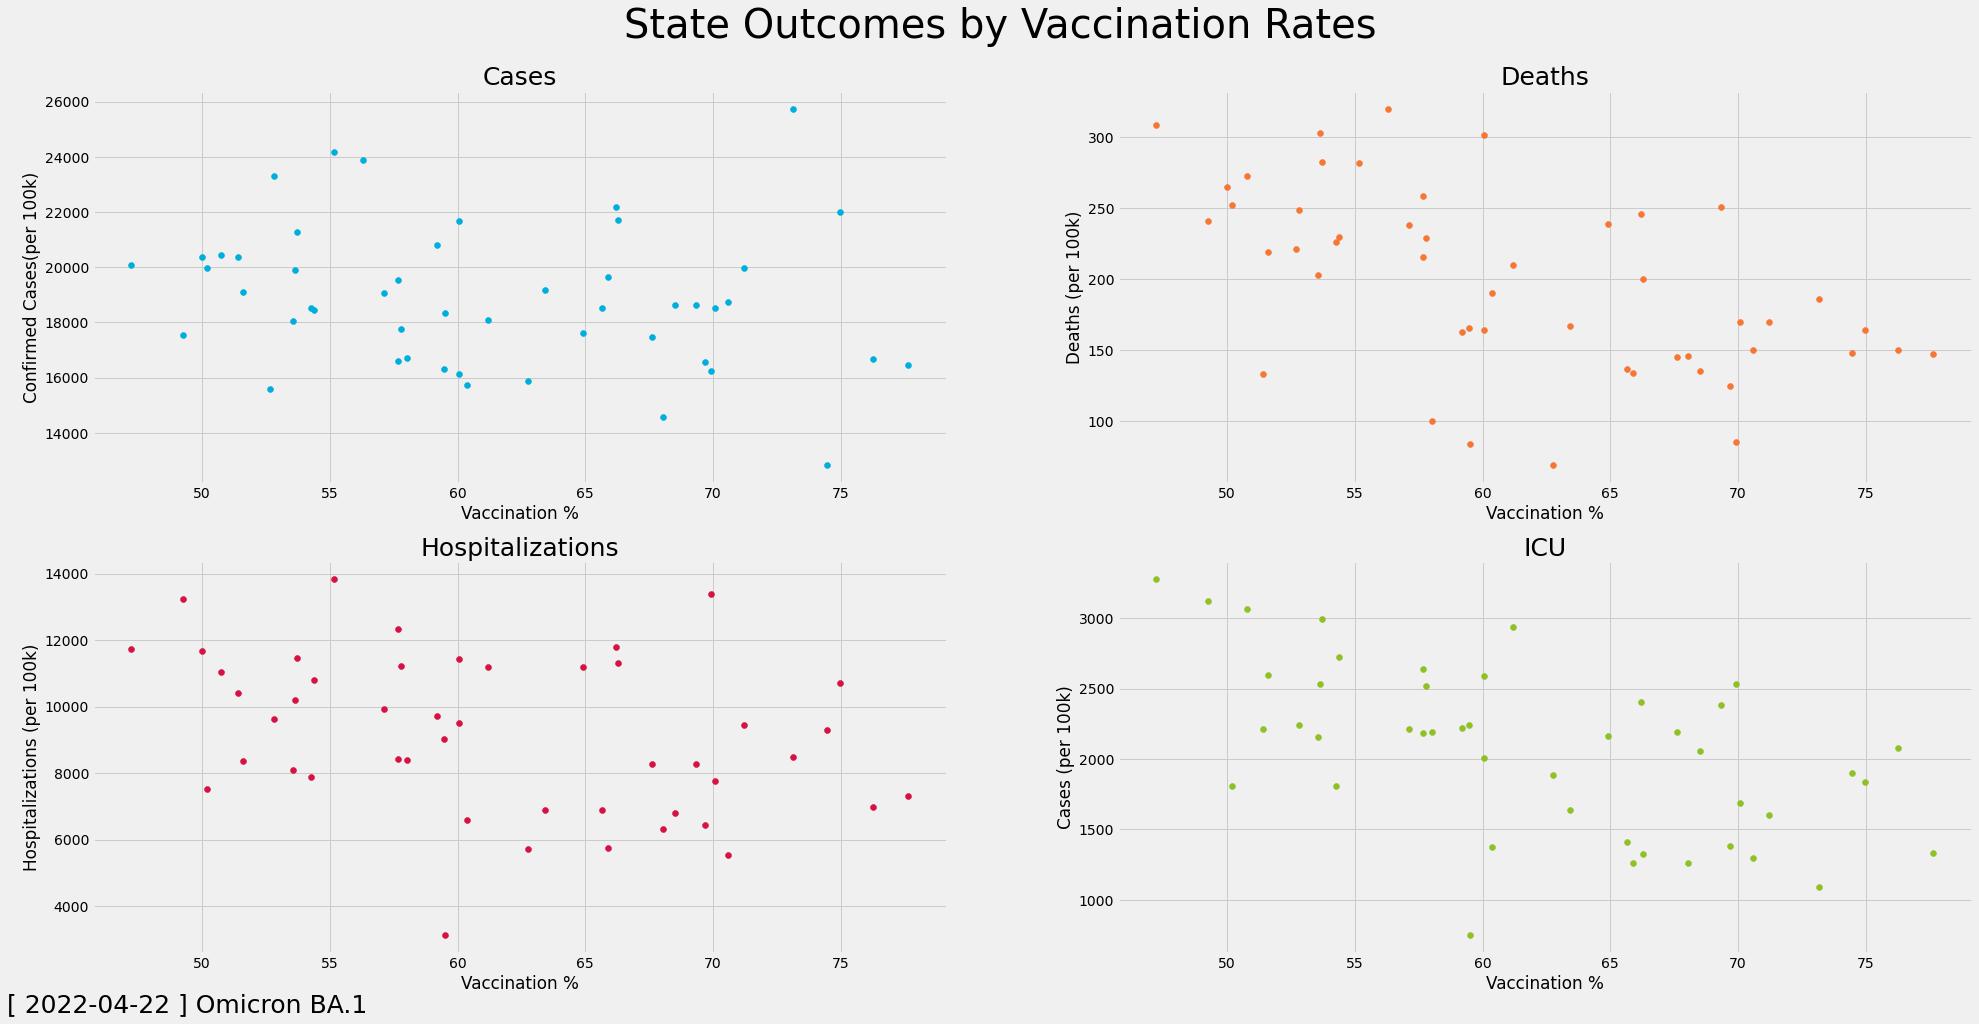 State Outcomes by Vaccination Rates
Cases
26000
24000
22000
20000
18000
16000
14000
Confirmed Cases(per 100k)
50 55 60 65 70 75
Vaccination %
Deaths
300
250
200
150
100
Deaths (per 100k)
50 55 60 65 70 75
Vaccination %
Hospitalizations
14000
12000
10000
8000
6000
4000
Hospitalizations (per 100k)
50 55 60 65 70 75
Vaccination %
ICU
3000
2500
2000
1500
1000
Cases (per 100k)
50 55 60 65 70 75
Vaccination %
[ 2022-04-22 ] Omicron BA.1